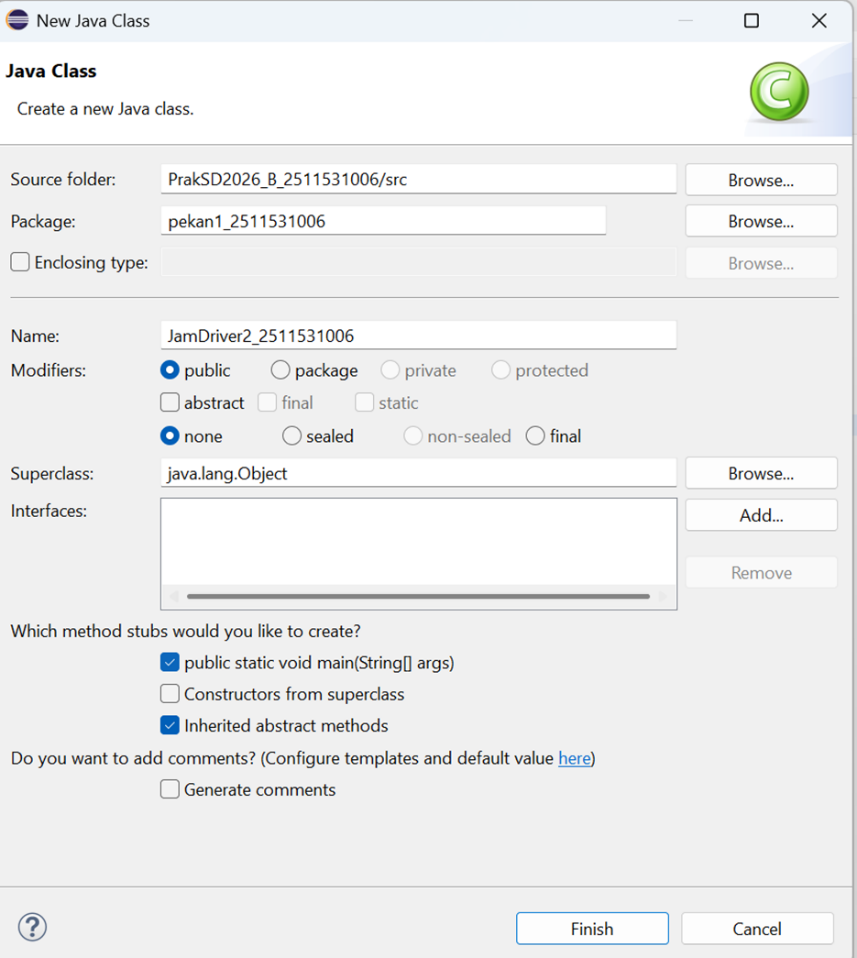 New Java Class
Java Class
Create a new Java class.
C
Source folder: PrakSD2026_B_2511531006/src Browse...
Package: pekan1_2511531006 Browse...
Enclosing type: Browse...
Name: JamDriver2_2511531006
Modifiers: public package private protected
abstract final static
none sealed non-sealed final
Superclass: java.lang.Object Browse...
Interfaces: Add...
Remove
Which method stubs would you like to create?
public static void main(String[] args)
Constructors from superclass
Inherited abstract methods
Do you want to add comments? (Configure templates and default value here)
Generate comments
? Finish Cancel